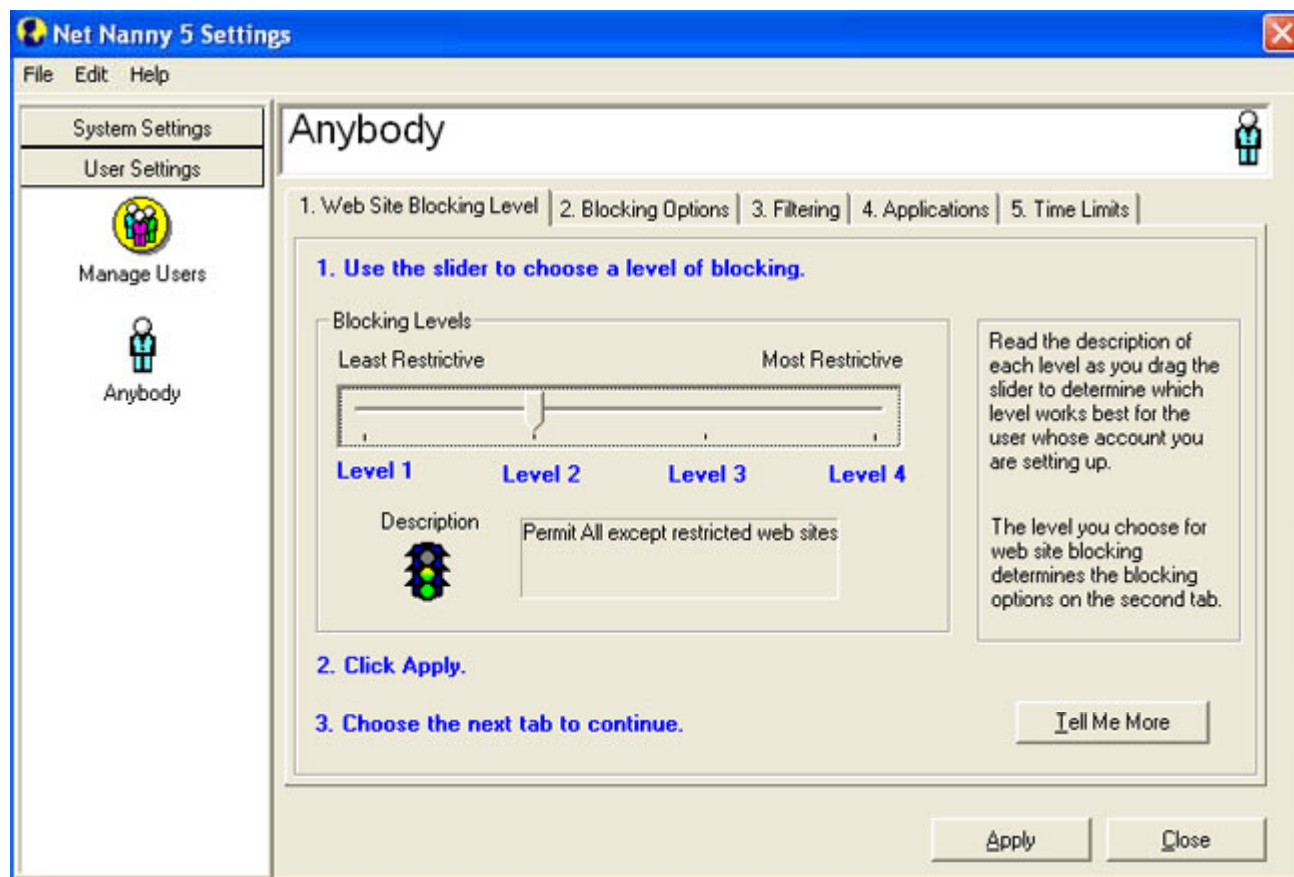 Net Nanny 5 Settings
File Edit Help
System Settings
User Settings
Manage Users
Anybody
Anybody
1. Web Site Blocking Level 2. Blocking Options 3. Filtering 4. Applications 5. Time Limits
1. Use the slider to choose a level of blocking.
Blocking Levels
Least Restrictive Most Restrictive
Level 1 Level 2 Level 3 Level 4
Description
Permit All except restricted web sites
Read the description of
each level as you drag the
slider to determine which
level works best for the
user whose account you
are setting up.
The level you choose for
web site blocking
determines the blocking
options on the second tab.
2. Click Apply.
3. Choose the next tab to continue.
Tell Me More
Apply Close